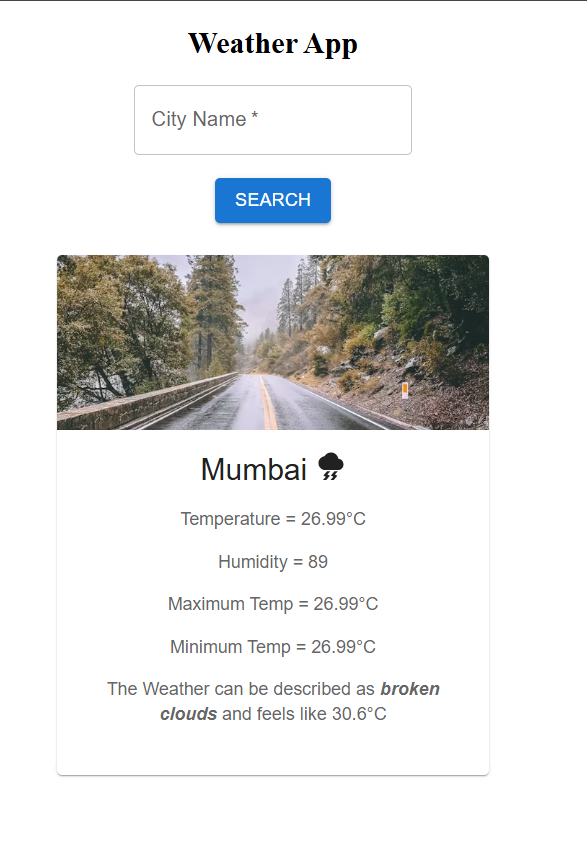 Weather App
City Name *
SEARCH
Mumbai
Temperature = 26.99°C
Humidity = 89
Maximum Temp = 26.99°C
Minimum Temp = 26.99°C
The Weather can be described as broken
clouds and feels like 30.6°C